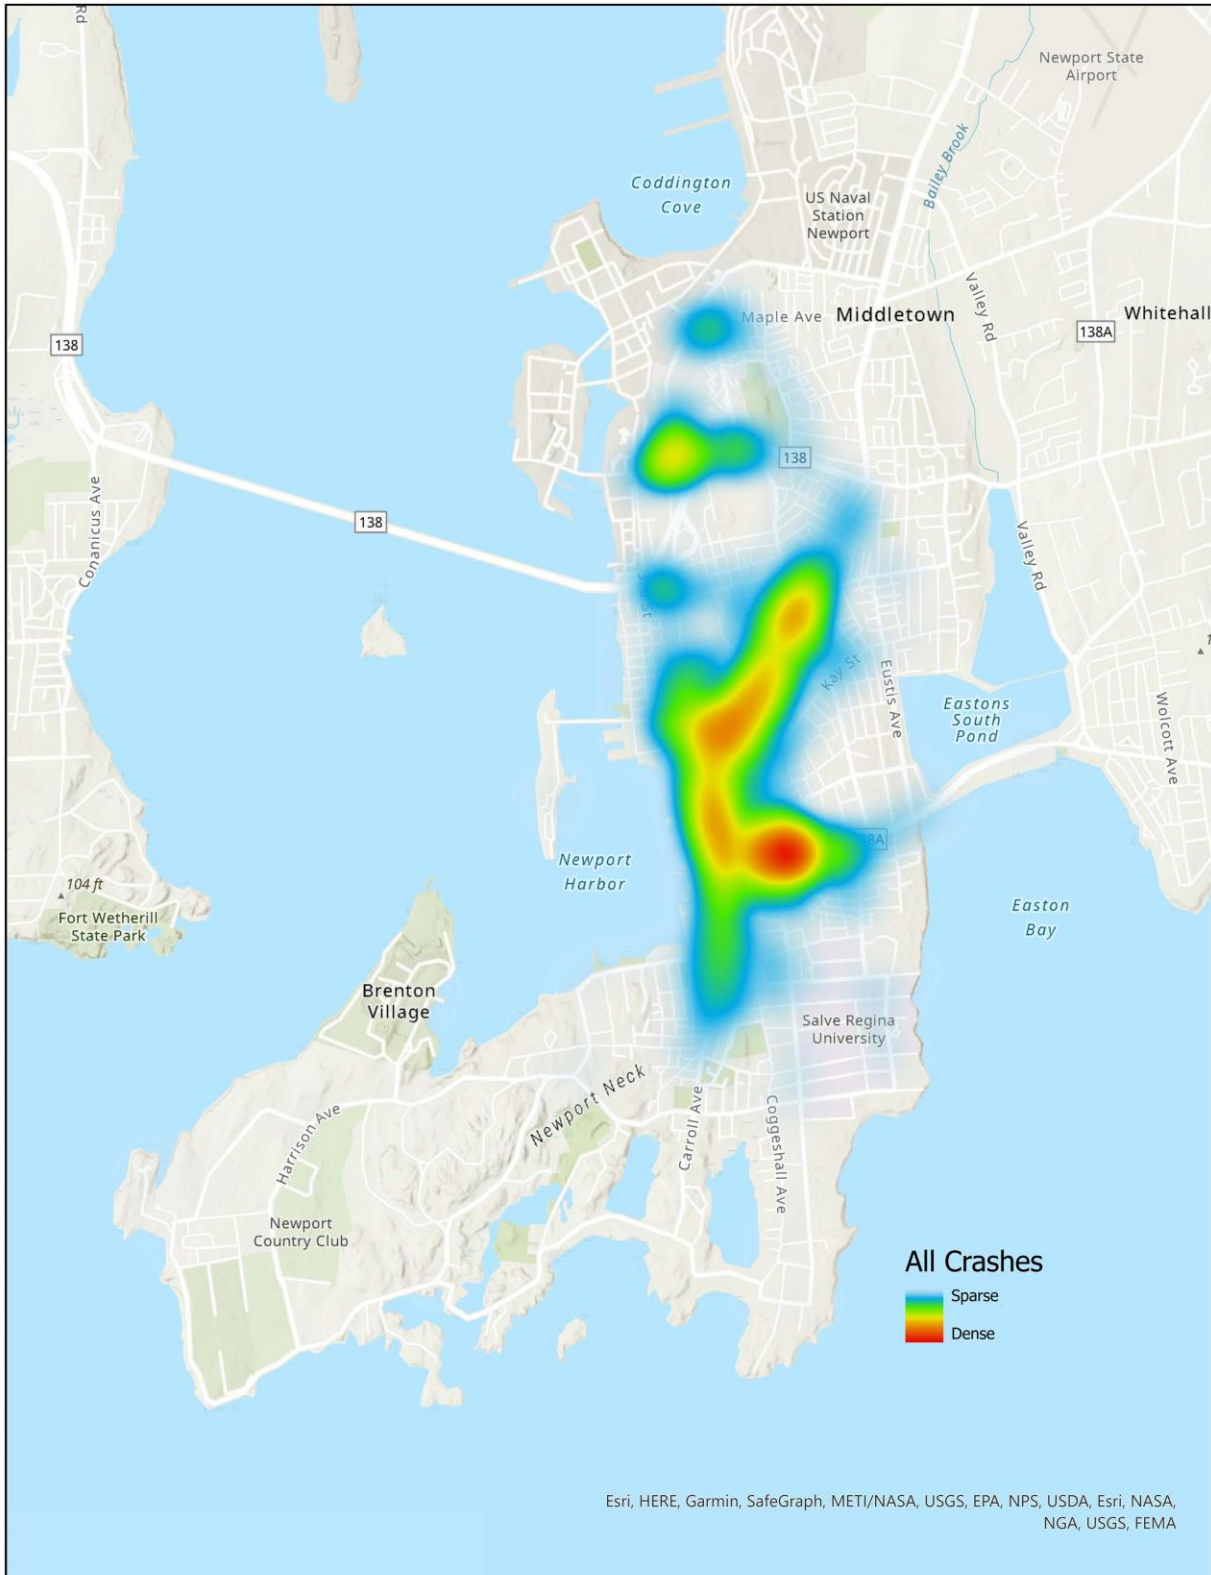 Rd
Newport State
Airport
Bailey Brook
Coddington
Cove
US Naval
Station
Newport
Valley Rd
Maple Ave
Middletown
138A
Whitehall
138
138
138
Conanicus Ave
Valley Rd
Kay St
Eustis Ave
Eastons
South
Pond
Wolcott Ave
Newport
Harbor
104 ft
Fort Wetherill
State Park
Easton
Bay
Brenton
Village
Salve Regina
University
Newport Neck
Harrison Ave
Carroll Ave
Coggeshall Ave
Newport
Country Club
All Crashes
Sparse
Dense
Esri, HERE, Garmin, SafeGraph, METI/NASA, USGS, EPA, NPS, USDA, Esri, NASA,
NGA, USGS, FEMA